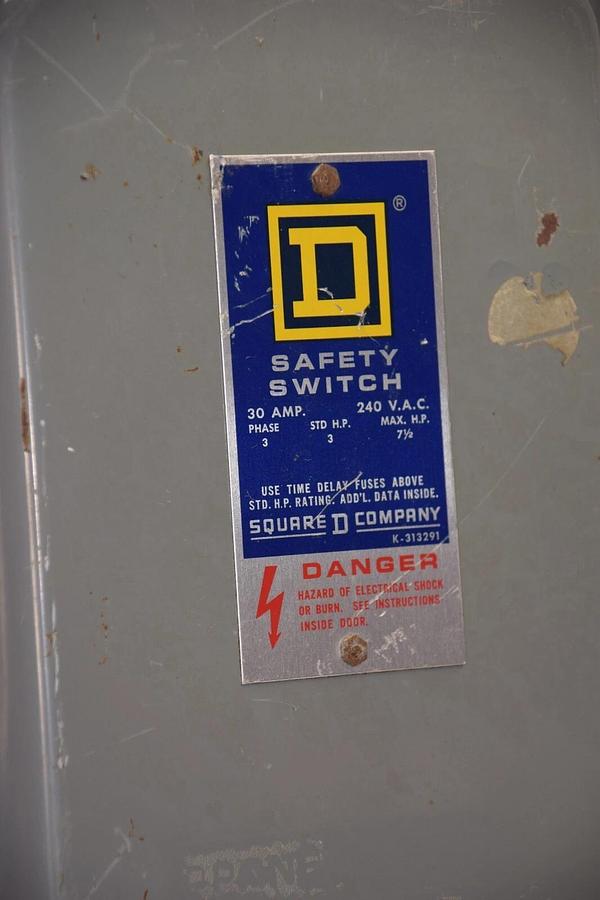 D ®
SAFETY
SWITCH
30 AMP. 240 V.A.C.
PHASE STD H.P. MAX. H.P.
3 3 7½
USE TIME DELAY FUSES ABOVE
STD. H.P. RATING. ADD'L. DATA INSIDE.
SQUARE D COMPANY
K-313291
DANGER
HAZARD OF ELECTRICAL SHOCK
OR BURN. SEE INSTRUCTIONS
INSIDE DOOR.